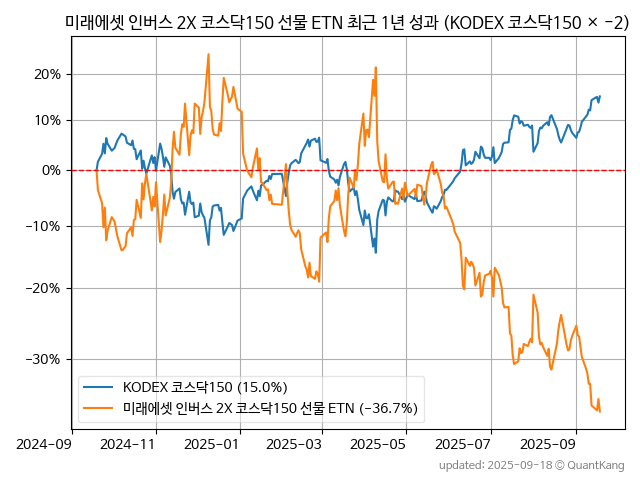 미래에셋 인버스 2X 코스닥150 선물 ETN 최근 1년 성과 (KODEX 코스닥150 × −2)
20%
10%
0%
−10%
−20%
−30%
KODEX 코스닥150 (15.0%)
미래에셋 인버스 2X 코스닥150 선물 ETN (−36.7%)
2024−09 2024−11 2025−01 2025−03 2025−05 2025−07 2025−09
updated: 2025−09−18 ⓒ QuantKang